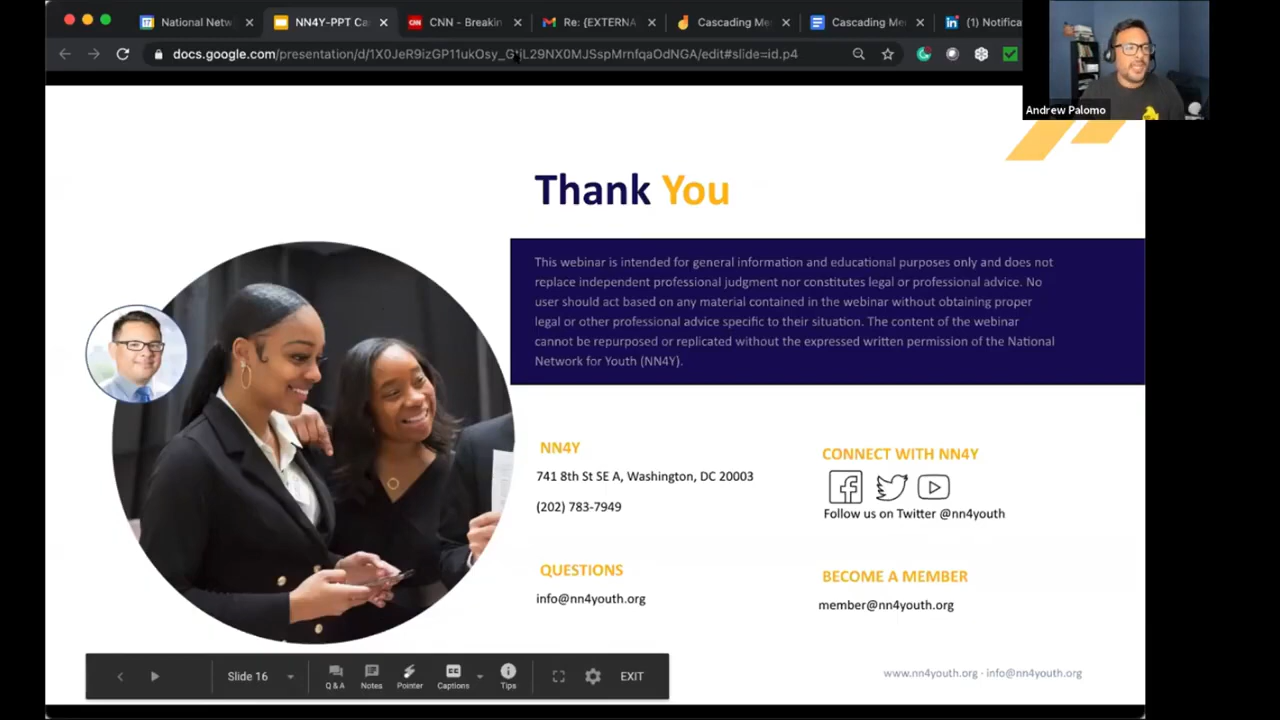 National Netw
NN4Y-PPT Ca
CNN - Breakin
Re: {EXTERNA
Cascading Me
Cascading Me
(1) Notifica
docs.google.com/presentation/d/1X0JeR9izGP11ukOsy_G*jL29NX0MJSspMrnfqaOdNGA/edit#slide=id.p4
Andrew Palomo
Thank You
This webinar is intended for general information and educational purposes only and does not
replace independent professional judgment nor constitutes legal or professional advice. No
user should act based on any material contained in the webinar without obtaining proper
legal or other professional advice specific to their situation. The content of the webinar
cannot be repurposed or replicated without the expressed written permission of the National
Network for Youth (NN4Y).
NN4Y
741 8th St SE A, Washington, DC 20003
(202) 783-7949
CONNECT WITH NN4Y
Follow us on Twitter @nn4youth
QUESTIONS
info@nn4youth.org
BECOME A MEMBER
member@nn4youth.org
Slide 16
Q & A
Notes
Pointer
Captions
Tips
EXIT
www.nn4youth.org · info@nn4youth.org